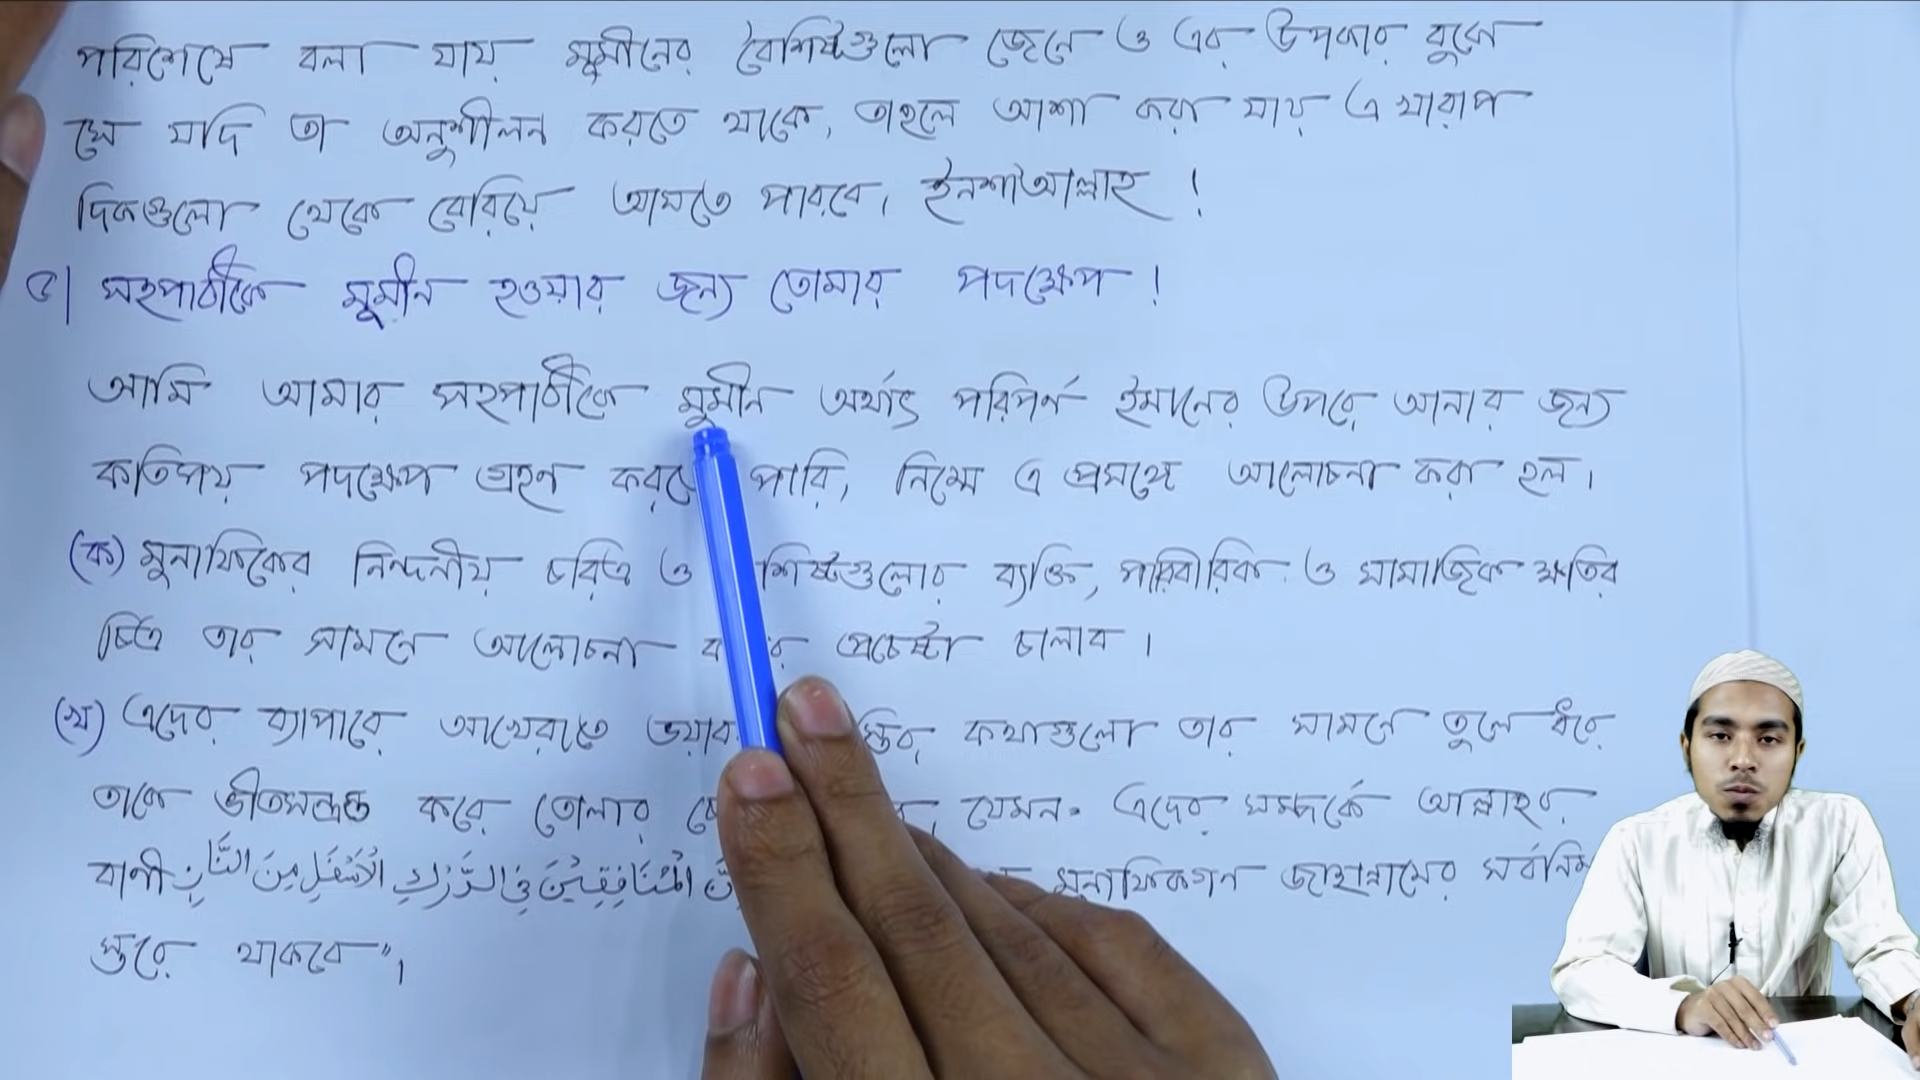 পরিশেষে বলা যায় মুমীনের বৈশিষ্টগুলো জেনে ও এর উপকার বুঝে
সে যদি তা অনুশীলন করতে থাকে, তাহলে আশা করা যায় এ খারাপ
দিকগুলো থেকে বেরিয়ে আসতে পারবে, ইনশাআল্লাহ !
৩| সহপাঠীকে মুমীন হওয়ার জন্য তোমার পদক্ষেপ !
আমি আমার সহপাঠীকে মুমীন অর্থাৎ পরিপর্ণ ইমানের উপরে আনার জন্য
কতিপয় পদক্ষেপ গ্রহণ করতে পারি, নিম্মে এ প্রসঙ্গে আলোচনা করা হল।
(ক) মুনাফিকের নিন্দনীয় চরিত্র ও শিষ্টগুলোর ব্যক্তি, পারিবারিক ও সামাজিক ক্ষতির
চিত্র তার সামনে আলোচনা প্রচেষ্টা চালাব।
(খ) এদের ব্যাপারে আখেরাতে কথাগুলো তার সামনে তুলে ধরে
তাকে ভীতসন্ত্রস্ত করে তোলার যেমন- এদের সম্পর্কে আল্লাহর
বাণী الْمُنَافِقِيْنَ فِي الدَّرْكِ الْأَسْفَلِ مِنَ النَّارِ মুনাফিকগন জাহান্নামের সর্বনিম্ন
স্তরে থাকবে"।